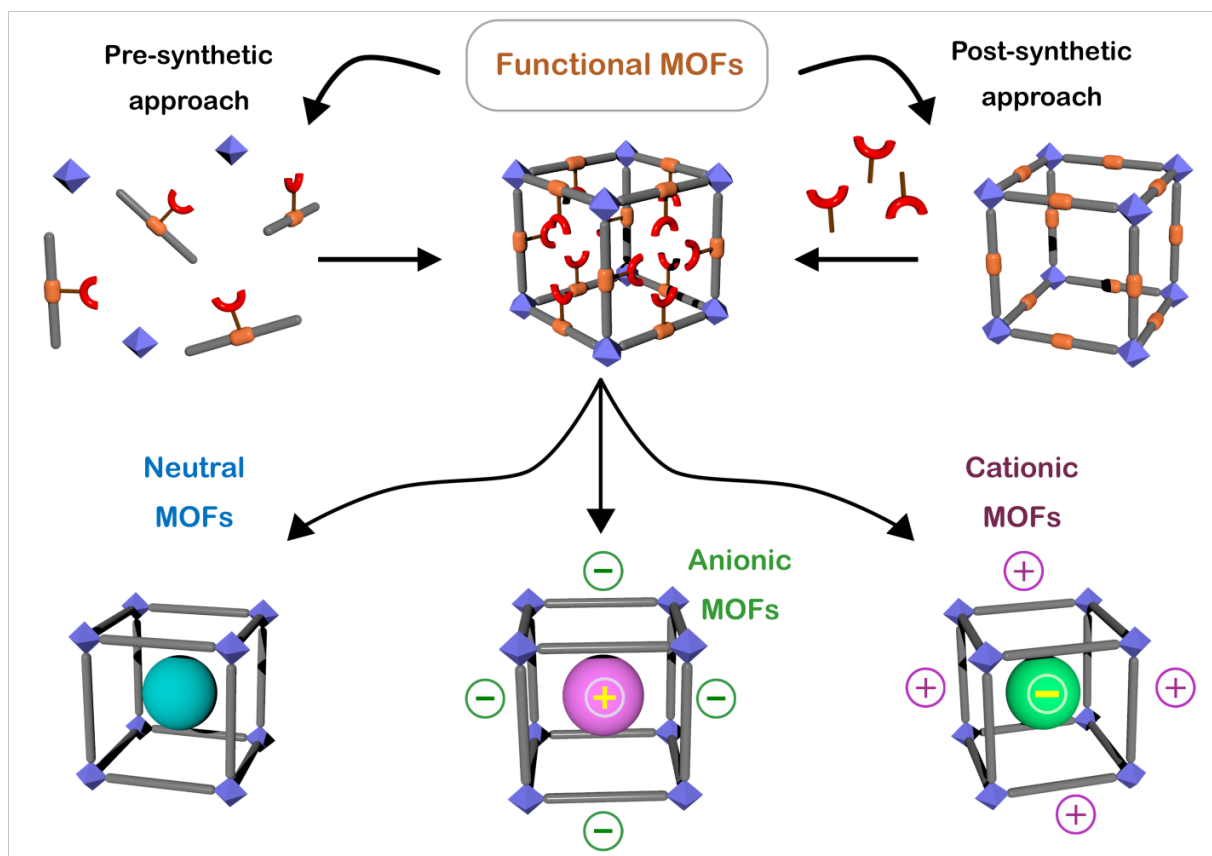 Pre-synthetic
approach
Functional MOFs
Post-synthetic
approach
Neutral
MOFs
Anionic
MOFs
Cationic
MOFs
−
+
−
−
−
+
−
+
+
+